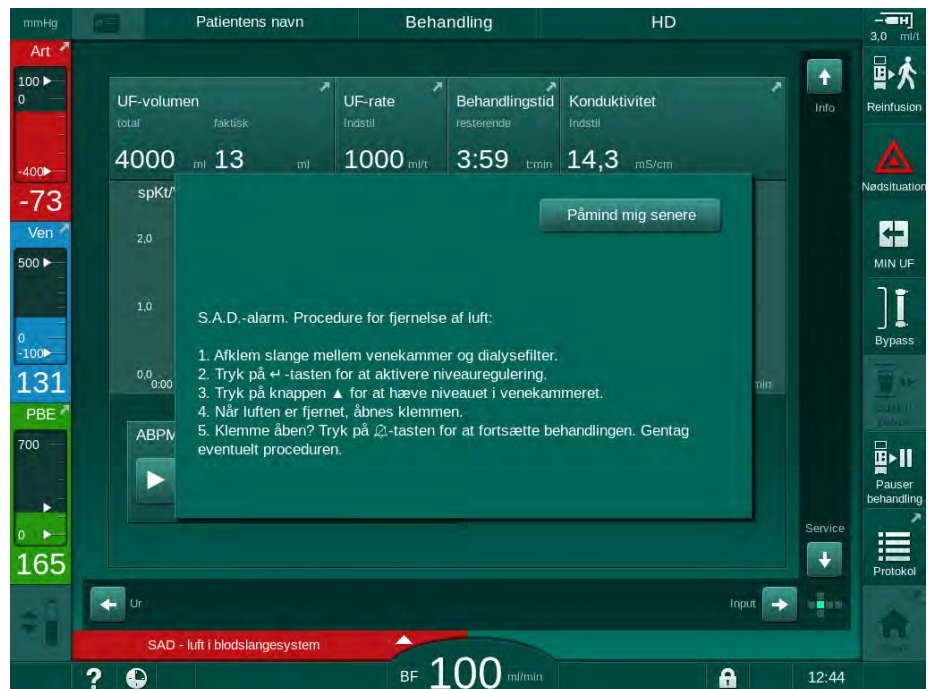 mmHg
Patientens navn
Behandling
HD
3,0 ml/t
Art
100
0
-400
-73
Ven
500
0
-100
131
PBE
700
0
165
UF-volumen
total
faktisk
4000 ml 13 ml
UF-rate
Indstil
1000 ml/t
Behandlingstid
resterende
3:59 t:min
Konduktivitet
Indstil
14,3 mS/cm
spKt/
2,0
1,0
0,0
0:00
min
ABPM
Påmind mig senere
S.A.D.-alarm. Procedure for fjernelse af luft:
1. Afklem slange mellem venekammer og dialysefilter.
2. Tryk på ↵ -tasten for at aktivere niveauregulering.
3. Tryk på knappen ▲ for at hæve niveauet i venekammeret.
4. Når luften er fjernet, åbnes klemmen.
5. Klemme åben? Tryk på 🔕-tasten for at fortsætte behandlingen. Gentag
eventuelt proceduren.
Info
Service
Ur
Input
Reinfusion
Nødsituation
MIN UF
Bypass
Pauser
behandling
Protokol
SAD - luft i blodslangesystem
?
BF 100 ml/min
12:44